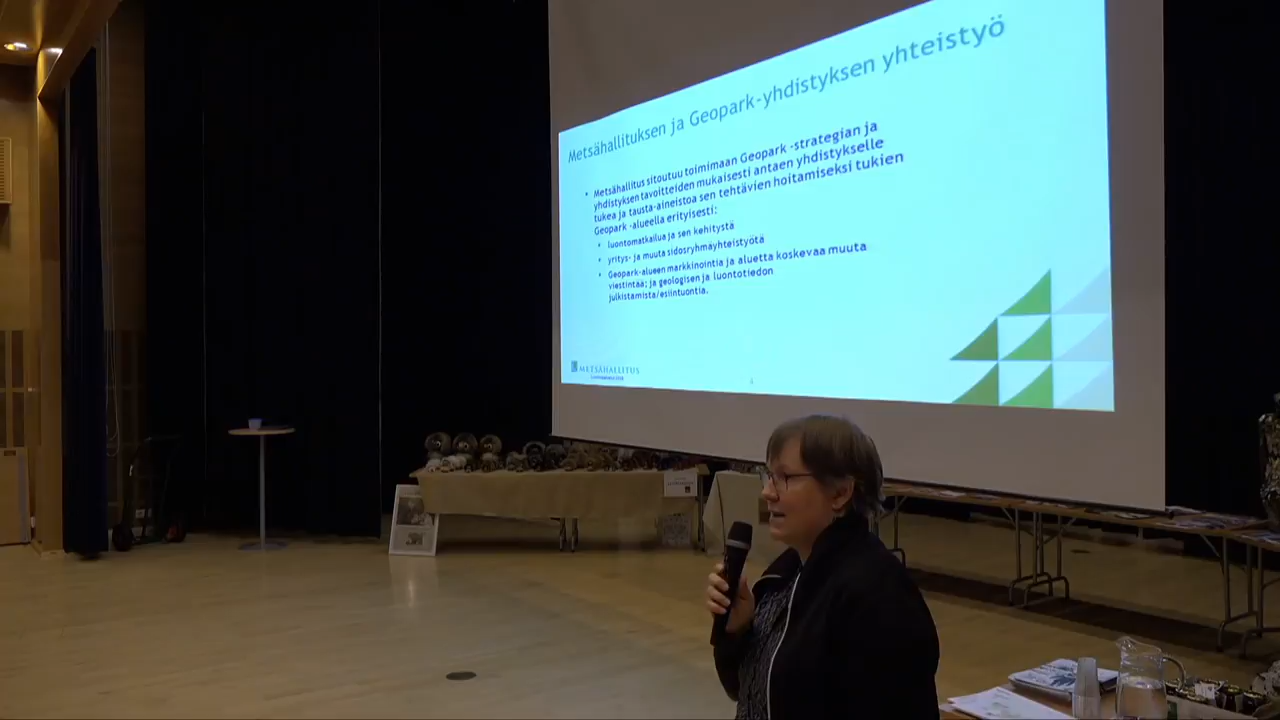 Metsähallituksen ja Geopark-yhdistyksen yhteistyö
• Metsähallitus sitoutuu toimimaan Geopark -strategian ja
yhdistyksen tavoitteiden mukaisesti antaen yhdistykselle
tukea ja tausta-aineistoa sen tehtävien hoitamiseksi tukien
Geopark -alueella erityisesti:
• luontomatkailua ja sen kehitystä
• yritys- ja muuta sidosryhmäyhteistyötä
• Geopark-alueen markkinointia ja aluetta koskevaa muuta
viestintää; ja geologisen ja luontotiedon
julkistamista/esiintuontia.
METSÄHALLITUS